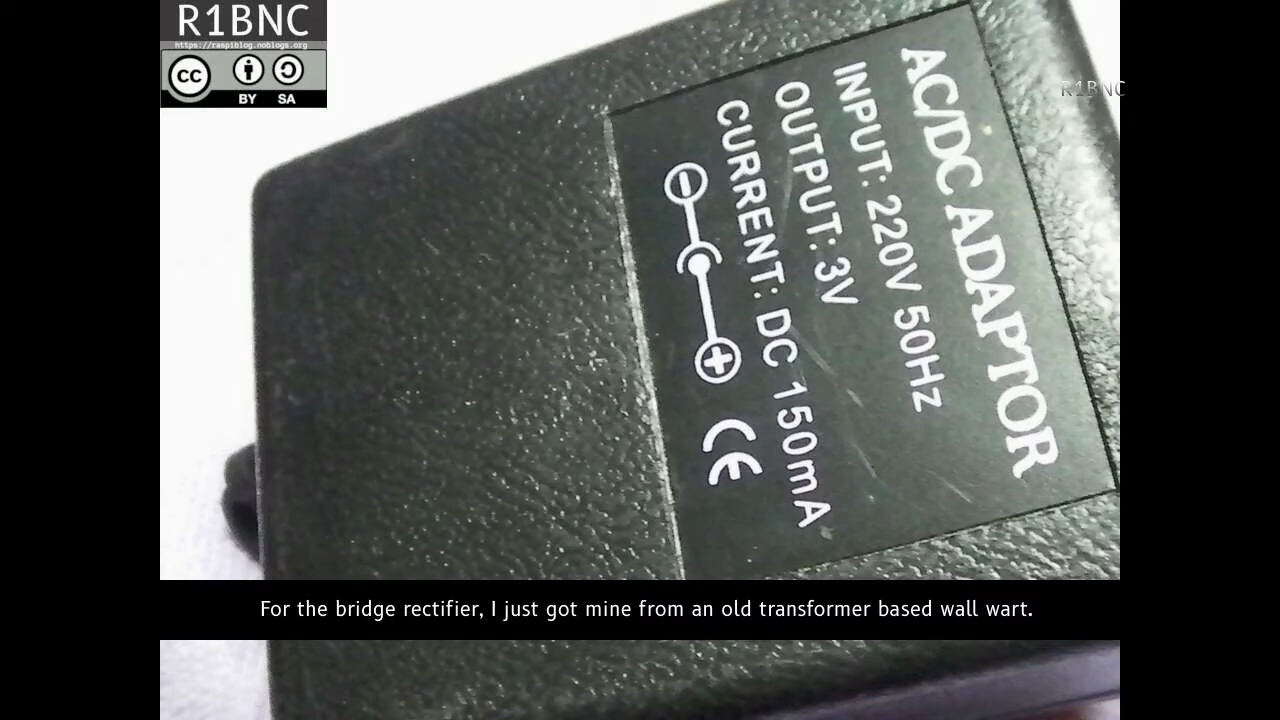 R1BNC
https://raspiblog.noblogs.org
cc
BY SA
R1BNC
AC/DC ADAPTOR
INPUT: 220V 50Hz
OUTPUT: 3V
CURRENT: DC 150mA
CE
For the bridge rectifier, I just got mine from an old transformer based wall wart.